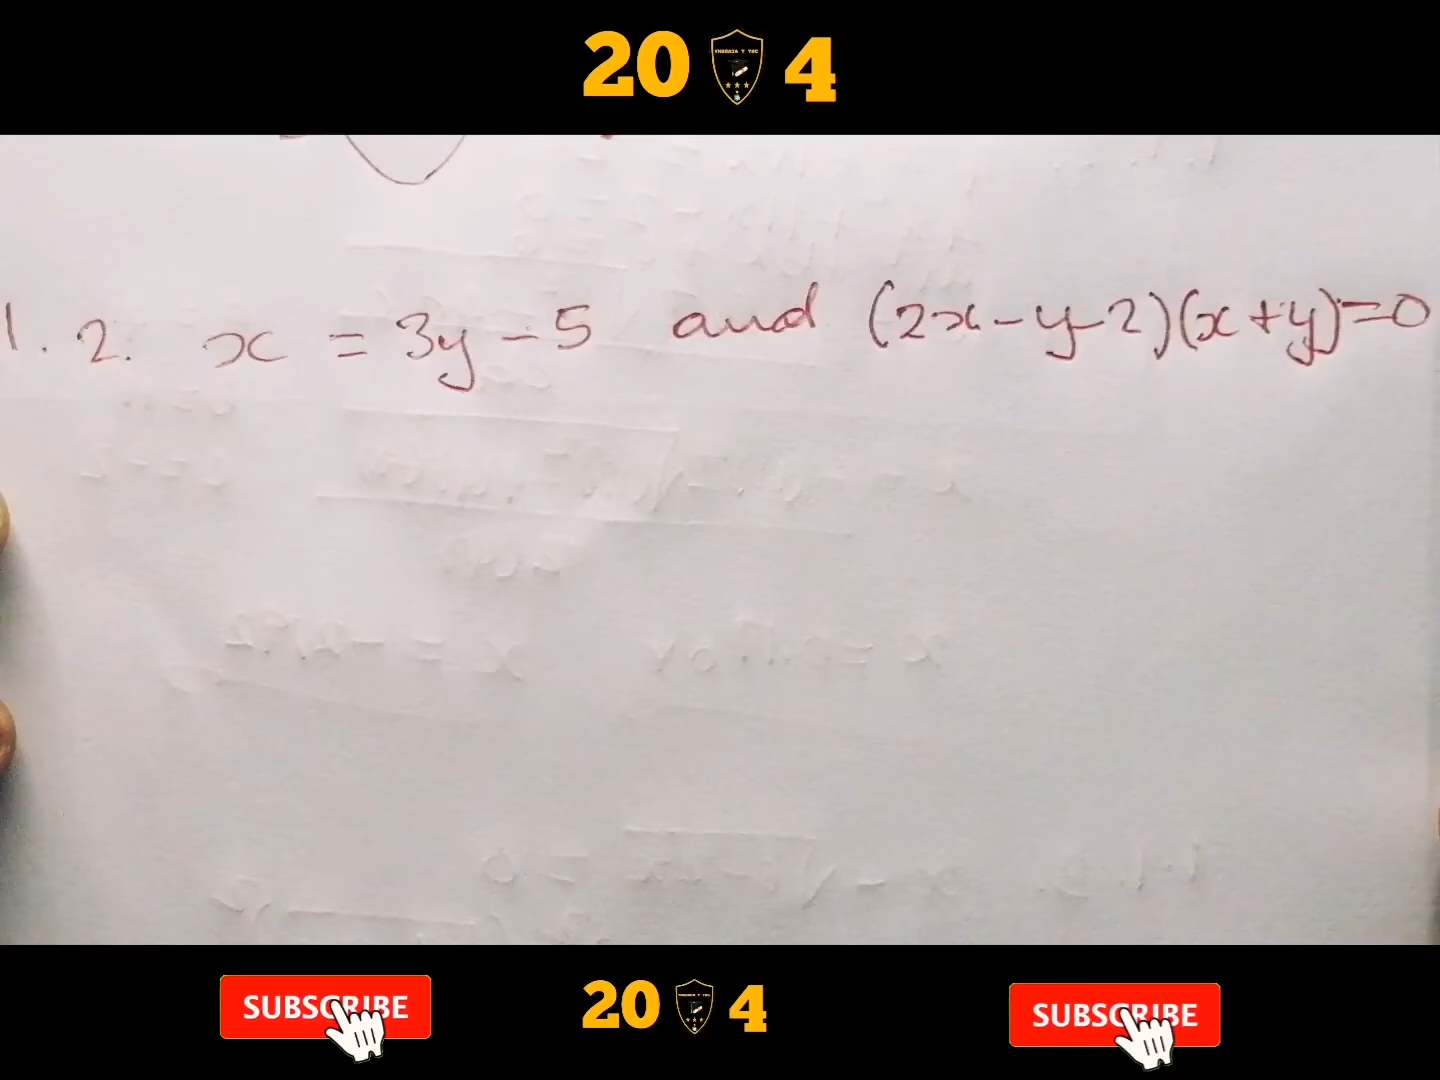 20 4
1.2. x = 3y - 5 and (2x - y - 2)(x + y) = 0
SUBSCRIBE
20 4
SUBSCRIBE